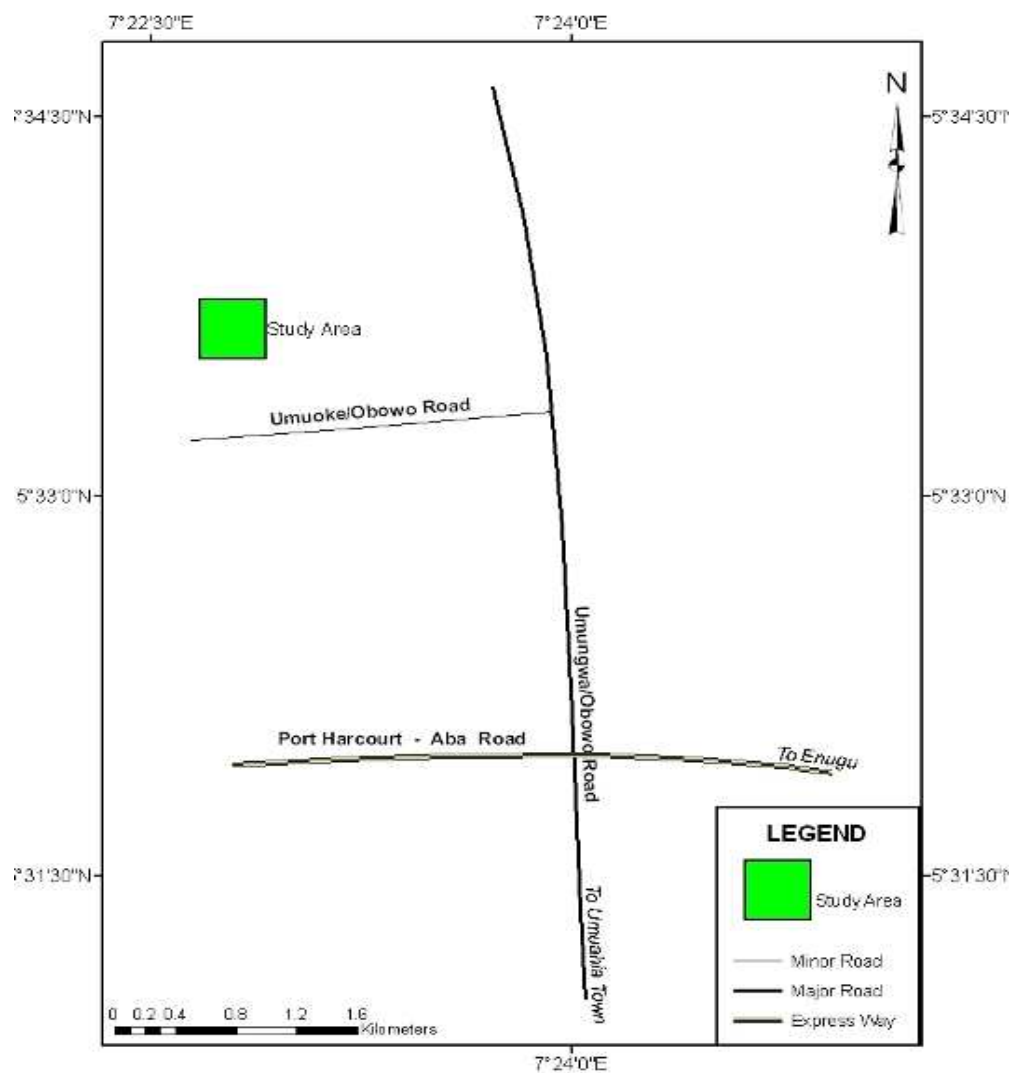 7°22'30"E
7°24'0"E
N
5°34'30"N
5°34'30"N
Study Area
Umuoke/Obowo Road
5°33'0"N
5°33'0"N
Umungwa/Obowo Road
Port Harcourt - Aba Road
To Enugu
LEGEND
Study Area
Minor Road
Major Road
Express Way
5°31'30"N
5°31'30"N
To Umuahia Town
0 0.2 0.4 0.8 1.2 1.6
Kilometers
7°24'0"E